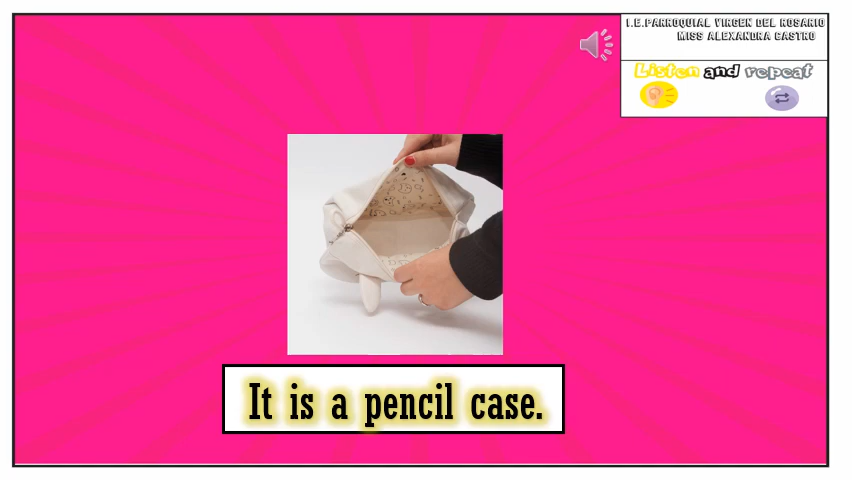 I.E.PARROQUIAL VIRGEN DEL ROSARIO
MISS ALEXANDRA CASTRO
Listen and repeat
It is a pencil case.